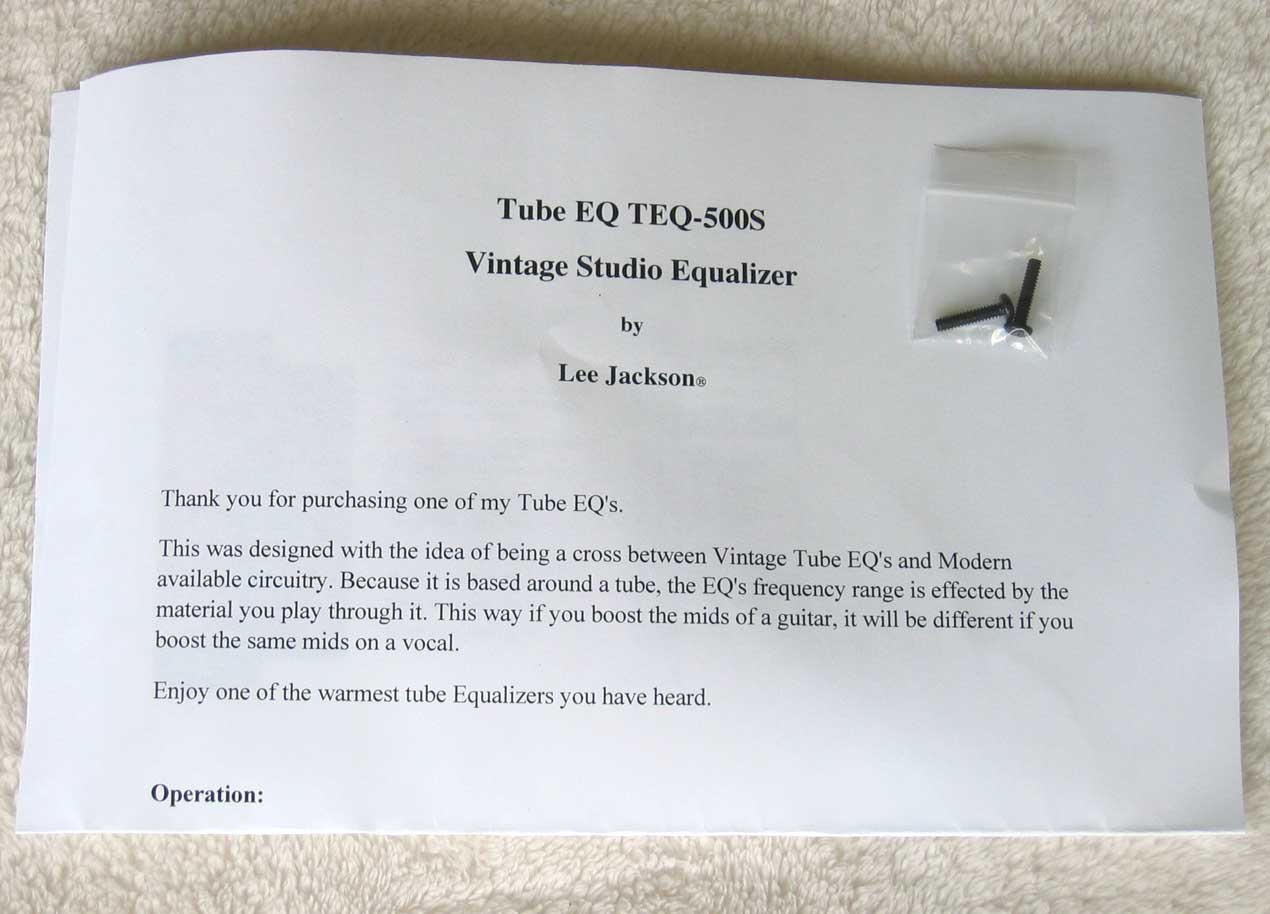 Tube EQ TEQ-500S
Vintage Studio Equalizer
by
Lee Jackson®
Thank you for purchasing one of my Tube EQ's.
This was designed with the idea of being a cross between Vintage Tube EQ's and Modern
available circuitry. Because it is based around a tube, the EQ's frequency range is effected by the
material you play through it. This way if you boost the mids of a guitar, it will be different if you
boost the same mids on a vocal.
Enjoy one of the warmest tube Equalizers you have heard.
Operation: